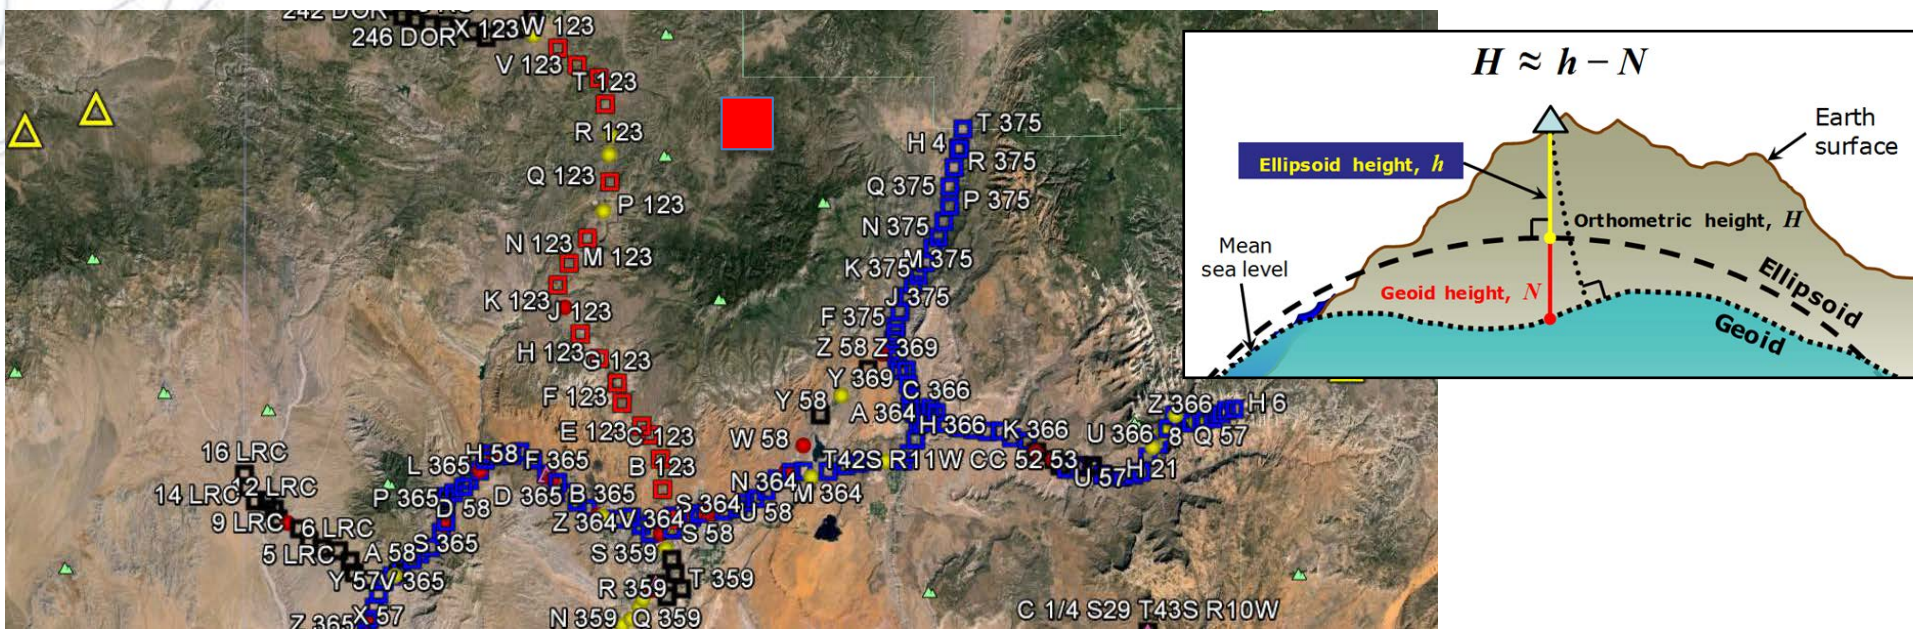 242 DOR
246 DOR
X 123
W 123
V 123
T 123
R 123
Q 123
P 123
N 123
M 123
K 123
J 123
H 123
G 123
F 123
E 123
C 123
B 123
T 375
H 4
R 375
Q 375
P 375
N 375
M 375
K 375
J 375
F 375
Z 58
Z 369
Y 369
C 366
Y 58
A 364
H 366
K 366
Z 366
H 6
U 366
8
Q 57
W 58
T42S R11W CC 52 53
H 21
U 57
N 364
M 364
16 LRC
12 LRC
14 LRC
9 LRC
6 LRC
5 LRC
H 58
L 365
F 365
P 365
D 365
B 365
D 58
S 364
U 58
Z 364
V 364
S 58
S 365
A 58
S 359
Y 57
V 365
R 359
T 359
Z 365
X 57
N 359
Q 359
C 1/4 S29 T43S R10W
H ≈ h − N
Earth
surface
Ellipsoid height, h
Orthometric height, H
Mean
sea level
Geoid height, N
Ellipsoid
Geoid